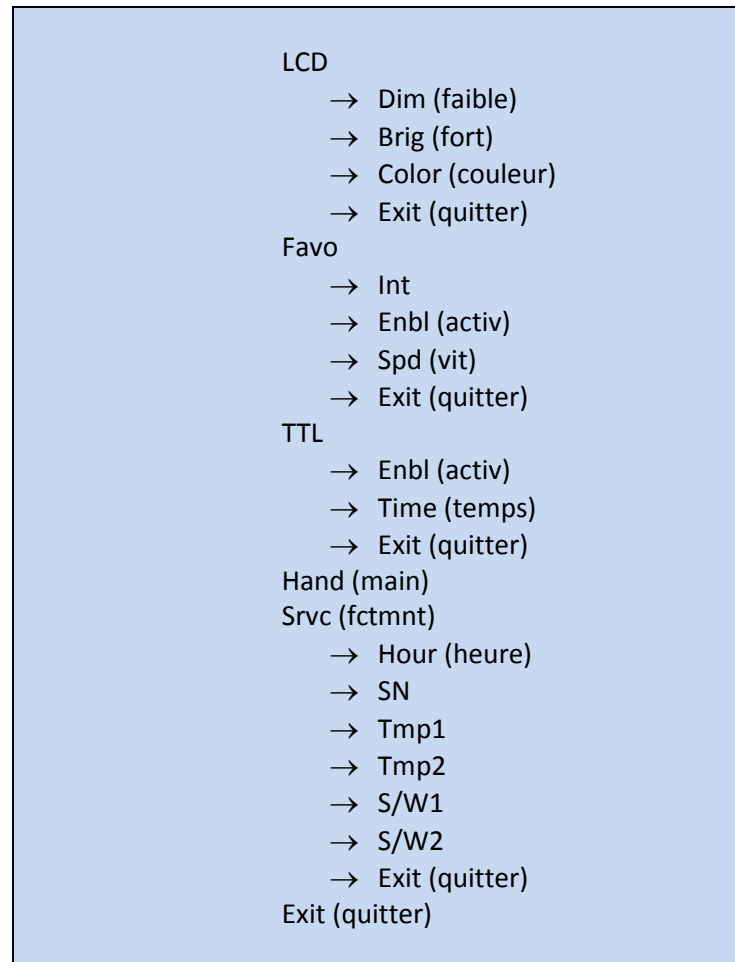 LCD
→ Dim (faible)
→ Brig (fort)
→ Color (couleur)
→ Exit (quitter)
Favo
→ Int
→ Enbl (activ)
→ Spd (vit)
→ Exit (quitter)
TTL
→ Enbl (activ)
→ Time (temps)
→ Exit (quitter)
Hand (main)
Srvc (fctmnt)
→ Hour (heure)
→ SN
→ Tmp1
→ Tmp2
→ S/W1
→ S/W2
→ Exit (quitter)
Exit (quitter)